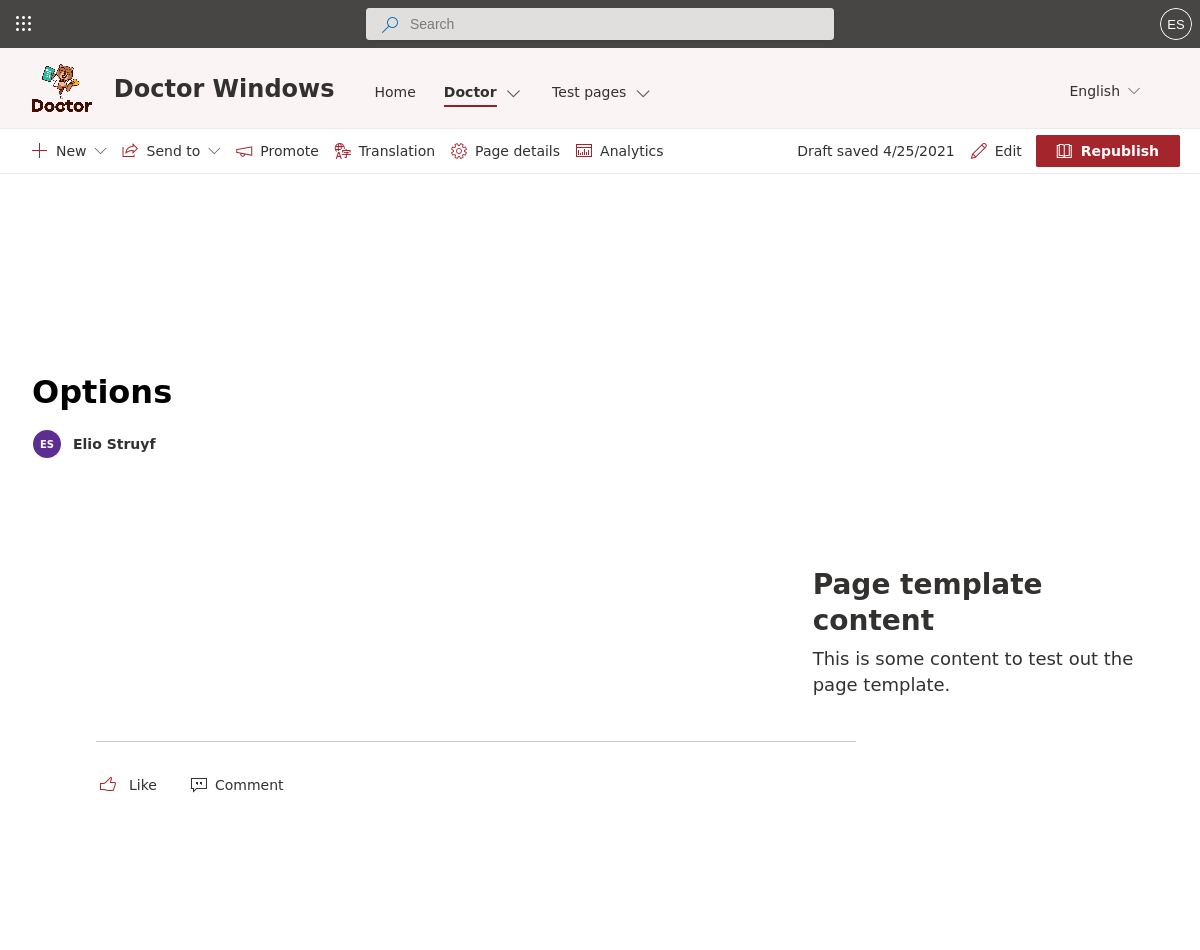 Search
ES
Doctor
Doctor Windows
Home
Doctor
Test pages
English
New
Send to
Promote
Translation
Page details
Analytics
Draft saved 4/25/2021
Edit
Republish
Options
ES
Elio Struyf
Page template
content
This is some content to test out the
page template.
Like
Comment